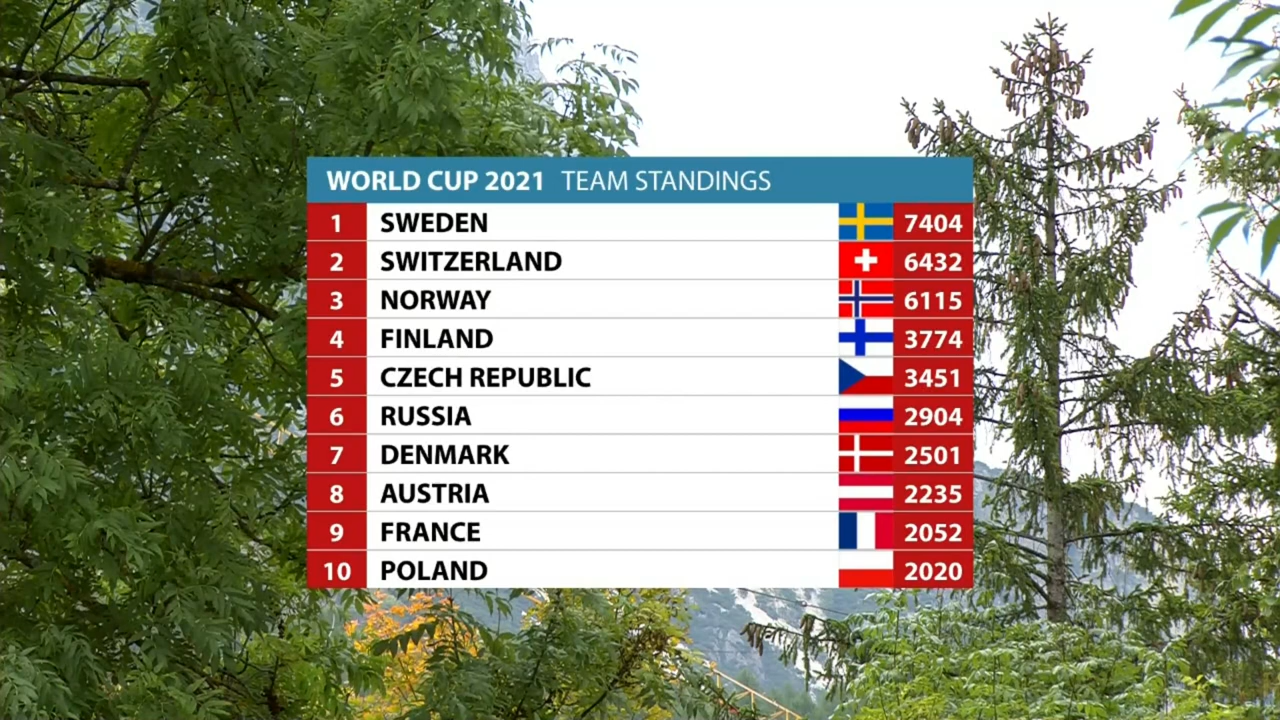 WORLD CUP 2021 TEAM STANDINGS
1 SWEDEN 7404
2 SWITZERLAND 6432
3 NORWAY 6115
4 FINLAND 3774
5 CZECH REPUBLIC 3451
6 RUSSIA 2904
7 DENMARK 2501
8 AUSTRIA 2235
9 FRANCE 2052
10 POLAND 2020